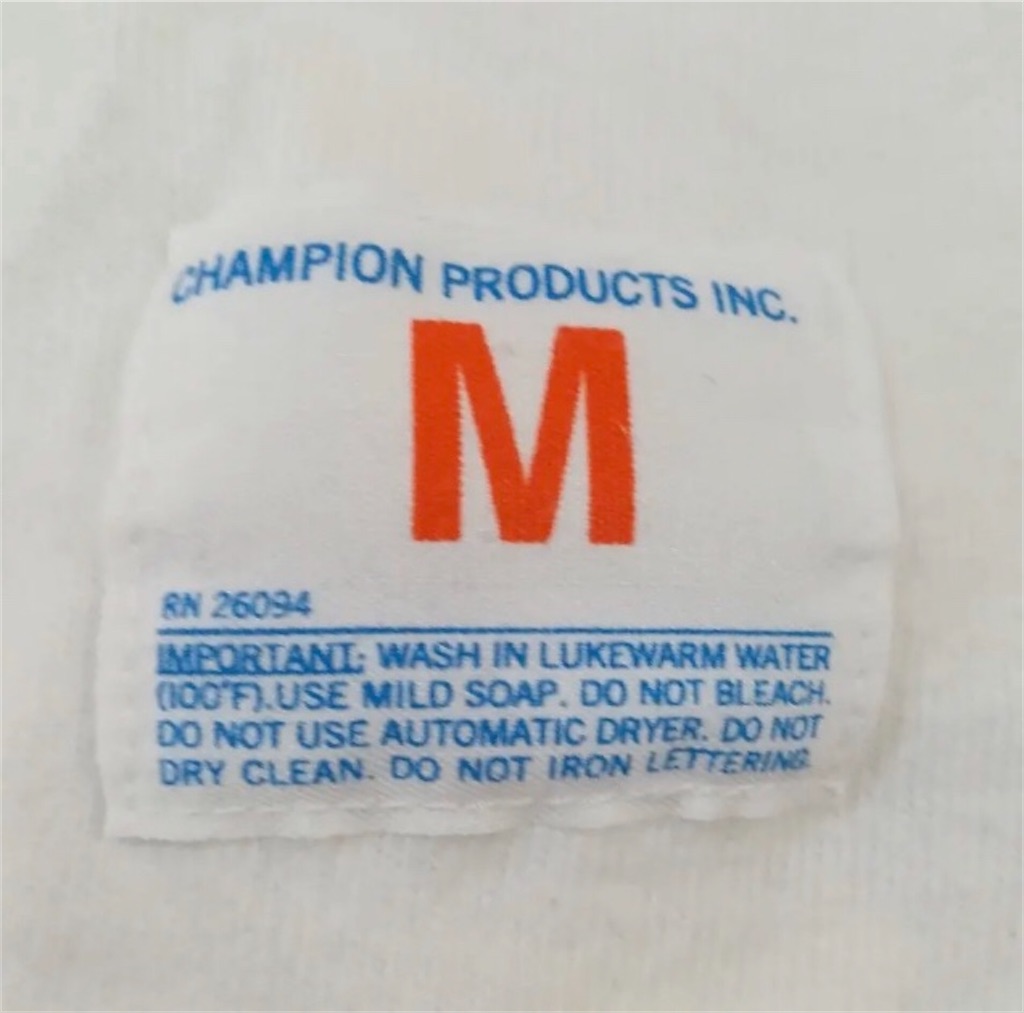 CHAMPION PRODUCTS INC.
M
RN 26094
IMPORTANT: WASH IN LUKEWARM WATER
(100°F). USE MILD SOAP. DO NOT BLEACH.
DO NOT USE AUTOMATIC DRYER. DO NOT
DRY CLEAN. DO NOT IRON LETTERING.